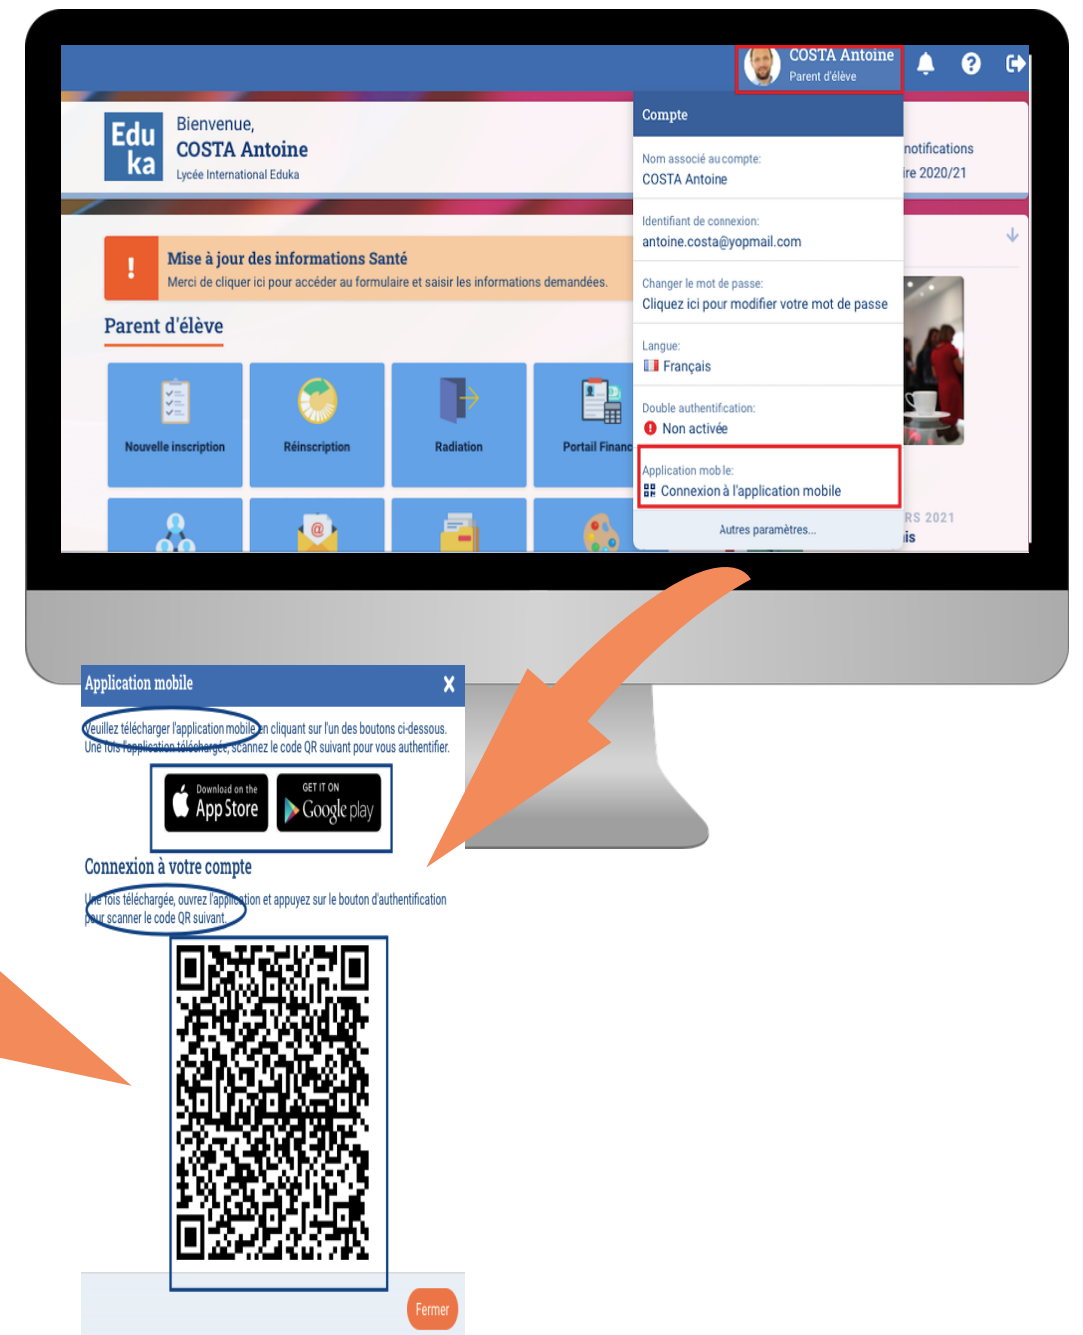 COSTA Antoine
Parent d'élève
Edu
ka
Bienvenue,
COSTA Antoine
Lycée International Eduka
Compte
Nom associé au compte:
COSTA Antoine
Identifiant de connexion:
antoine.costa@yopmail.com
Changer le mot de passe:
Cliquez ici pour modifier votre mot de passe
Langue:
Français
Double authentification:
Non activée
Application mobile:
Connexion à l'application mobile
Autres paramètres...
notifications
ire 2020/21
!
Mise à jour des informations Santé
Merci de cliquer ici pour accéder au formulaire et saisir les informations demandées.
Parent d'élève
Nouvelle inscription
Réinscription
Radiation
Portail Financ
RS 2021
is
Application mobile
X
Veuillez télécharger l'application mobile en cliquant sur l'un des boutons ci-dessous.
Une fois l'application téléchargée, scannez le code QR suivant pour vous authentifier.
Download on the
App Store
GET IT ON
Google play
Connexion à votre compte
Une fois téléchargée, ouvrez l'application et appuyez sur le bouton d'authentification
pour scanner le code QR suivant.
Fermer